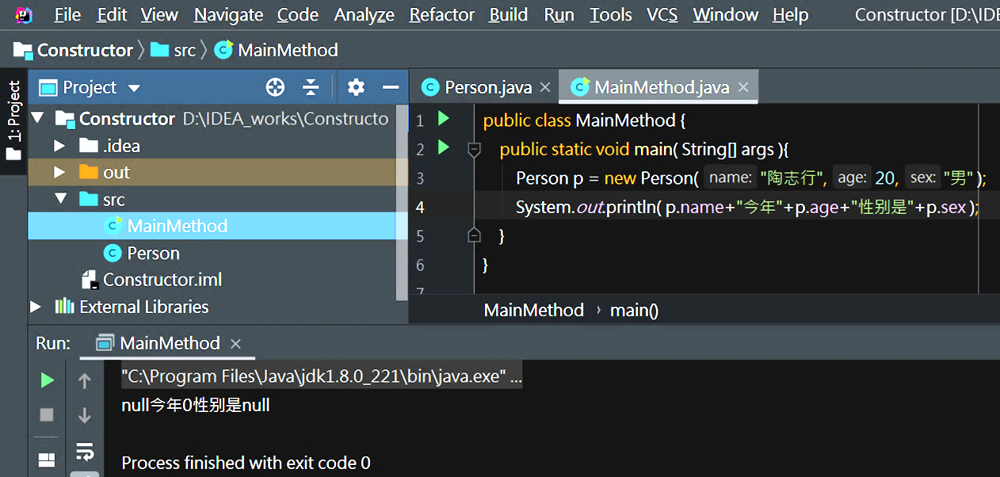 File Edit View Navigate Code Analyze Refactor Build Run Tools VCS Window Help Constructor [D:\IDE
Constructor src MainMethod
1: Project
Project
Person.java MainMethod.java
Constructor D:\IDEA_works\Constructo
.idea
out
src
MainMethod
Person
Constructor.iml
External Libraries
1 public class MainMethod {
2 public static void main( String[] args ){
3 Person p = new Person( name: "陶志行", age: 20, sex: "男" );
4 System.out.println( p.name+"今年"+p.age+"性别是"+p.sex );
5 }
6 }
7
MainMethod › main()
Run: MainMethod
"C:\Program Files\Java\jdk1.8.0_221\bin\java.exe" ...
null今年0性别是null
Process finished with exit code 0